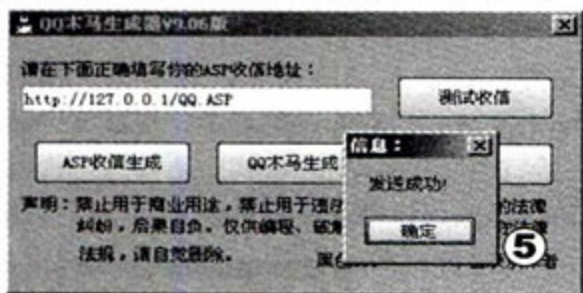 QQ木马生成器V9.06版
请在下面正确填写你的ASP收信地址：
http://127.0.0.1/QQ.ASP
测试收信
ASP收信生成
QQ木马生成
信息：
发送成功!
确定
声明：禁止用于商业用途，禁止用于违
的法律
纠纷，后果自负。仅供编程、破
法规，请自觉删除。
黑色
者
⑤